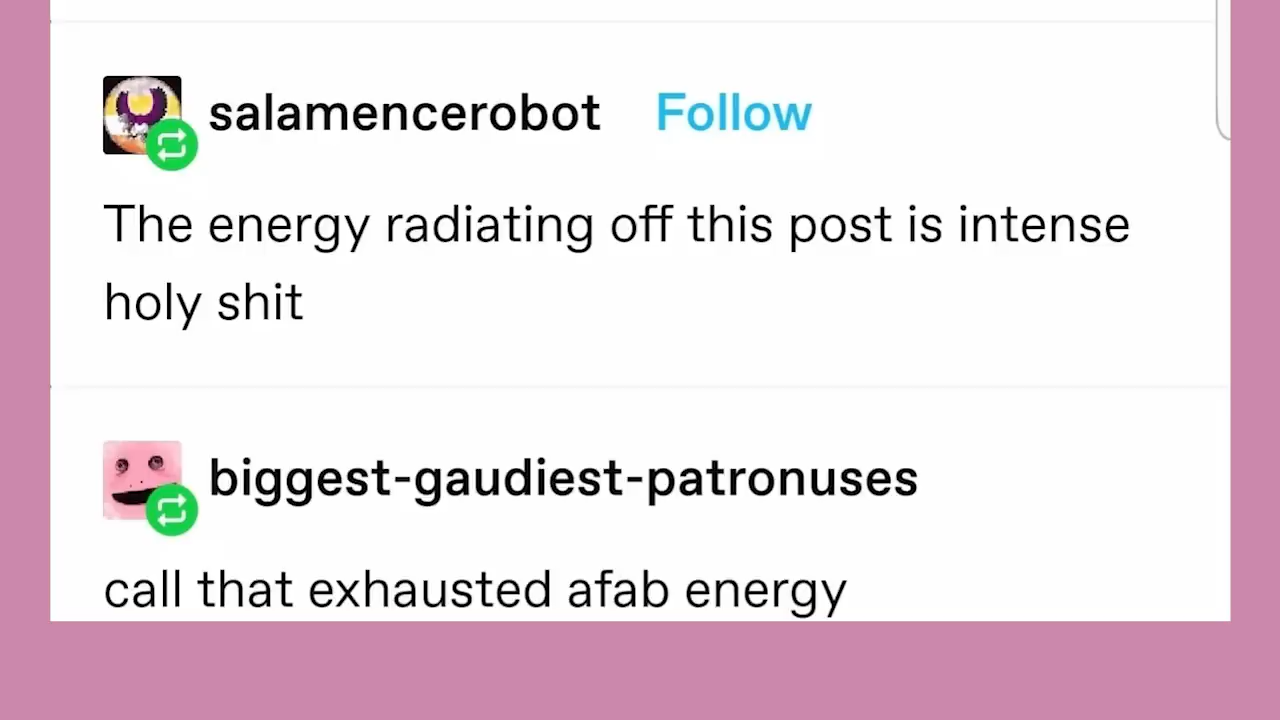 salamencerobot Follow
The energy radiating off this post is intense
holy shit
biggest-gaudiest-patronuses
call that exhausted afab energy